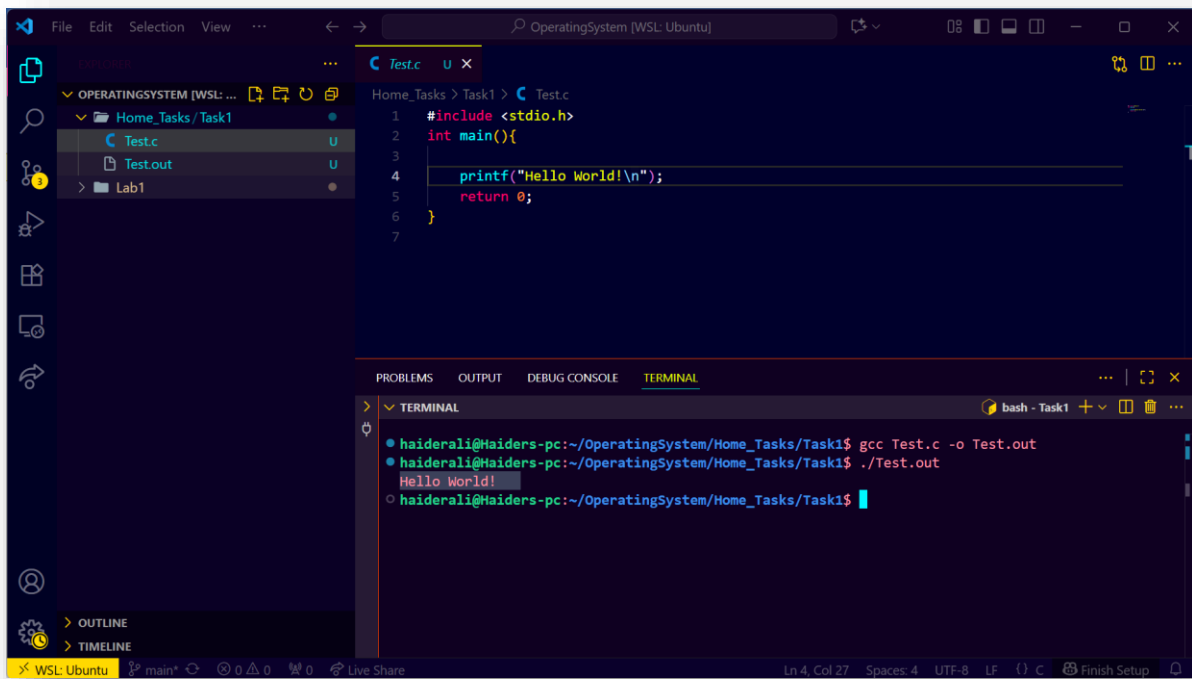 File Edit Selection View ··· OperatingSystem [WSL: Ubuntu]
OPERATINGSYSTEM [WSL: ...
Home_Tasks/Task1
Test.c U
Test.out U
Lab1
3
Test.c U
Home_Tasks > Task1 > Test.c
1 #include <stdio.h>
2 int main(){
3
4 printf("Hello World!\n");
5 return 0;
6 }
7
PROBLEMS OUTPUT DEBUG CONSOLE TERMINAL
TERMINAL bash - Task1
haiderali@Haiders-pc:~/OperatingSystem/Home_Tasks/Task1$ gcc Test.c -o Test.out
haiderali@Haiders-pc:~/OperatingSystem/Home_Tasks/Task1$ ./Test.out
Hello World!
haiderali@Haiders-pc:~/OperatingSystem/Home_Tasks/Task1$
OUTLINE
TIMELINE
WSL: Ubuntu main* 0 0 0 Live Share Ln 4, Col 27 Spaces: 4 UTF-8 LF {} C Finish Setup